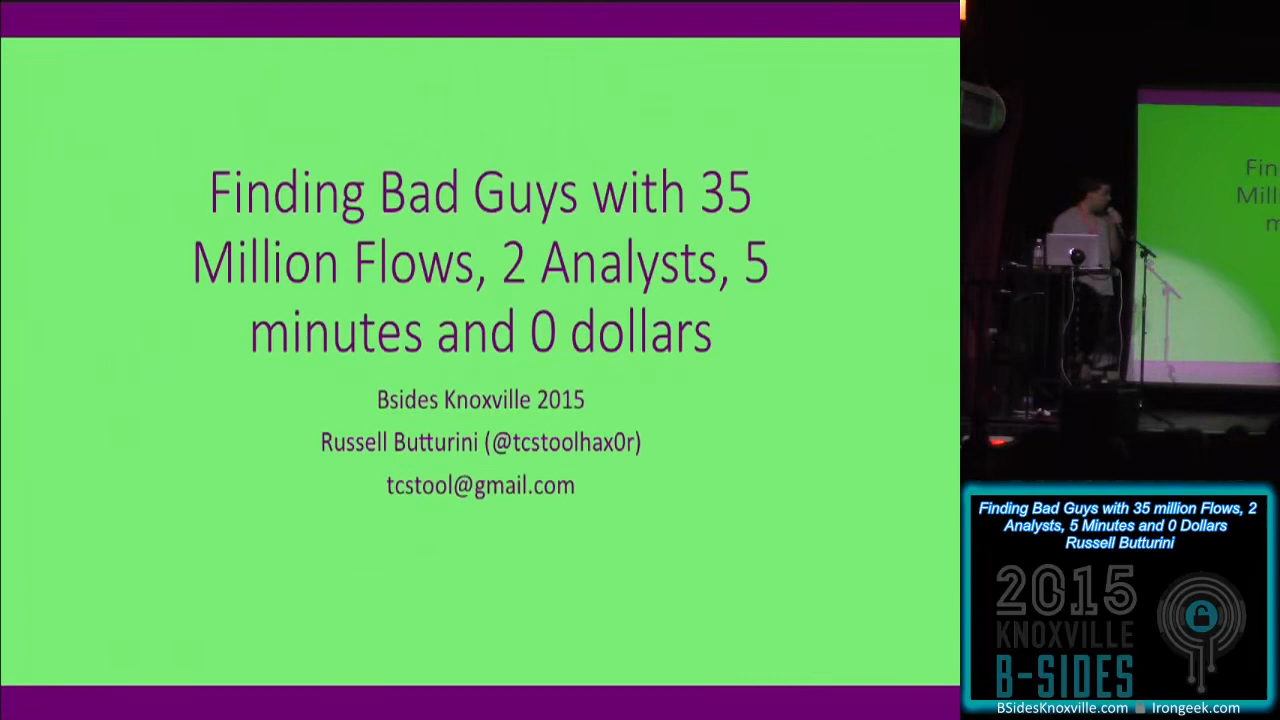 Finding Bad Guys with 35
Million Flows, 2 Analysts, 5
minutes and 0 dollars
Bsides Knoxville 2015
Russell Butturini (@tcstoolhax0r)
tcstool@gmail.com
Fin
Mill
m
Finding Bad Guys with 35 million Flows, 2
Analysts, 5 Minutes and 0 Dollars
Russell Butturini
2015
KNOXVILLE
B-SIDES
BSidesKnoxville.com
Irongeek.com